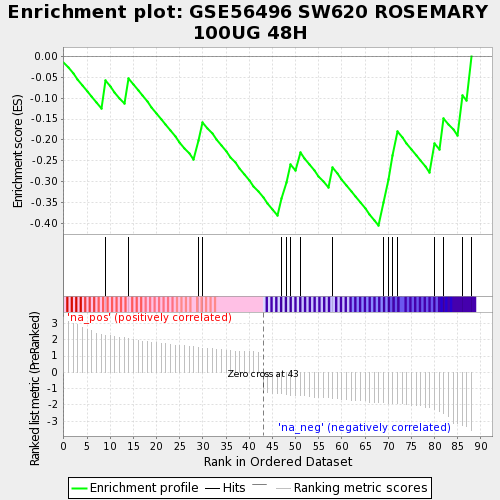 Enrichment plot: GSE56496 SW620 ROSEMARY
100UG 48H
Enrichment score (ES)
0.00
-0.05
-0.10
-0.15
-0.20
-0.25
-0.30
-0.35
-0.40
Ranked list metric (PreRanked)
3
2
1
0
-1
-2
-3
'na_pos' (positively correlated)
Zero cross at 43
'na_neg' (negatively correlated)
0 5 10 15 20 25 30 35 40 45 50 55 60 65 70 75 80 85 90
Rank in Ordered Dataset
Enrichment profile Hits Ranking metric scores